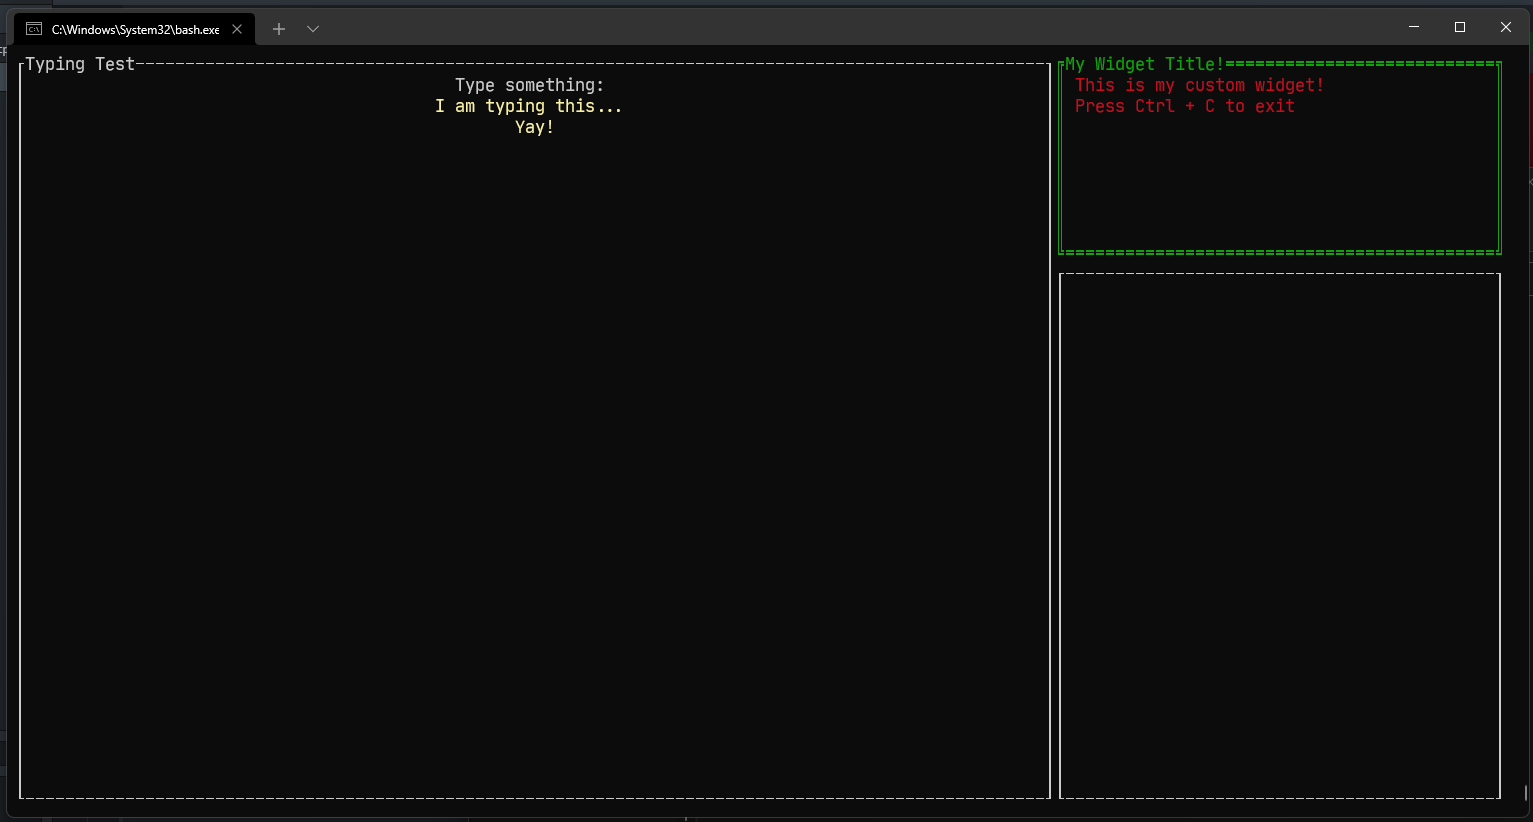 C:\Windows\System32\bash.exe
Typing Test
Type something:
I am typing this...
Yay!
My Widget Title!
This is my custom widget!
Press Ctrl + C to exit